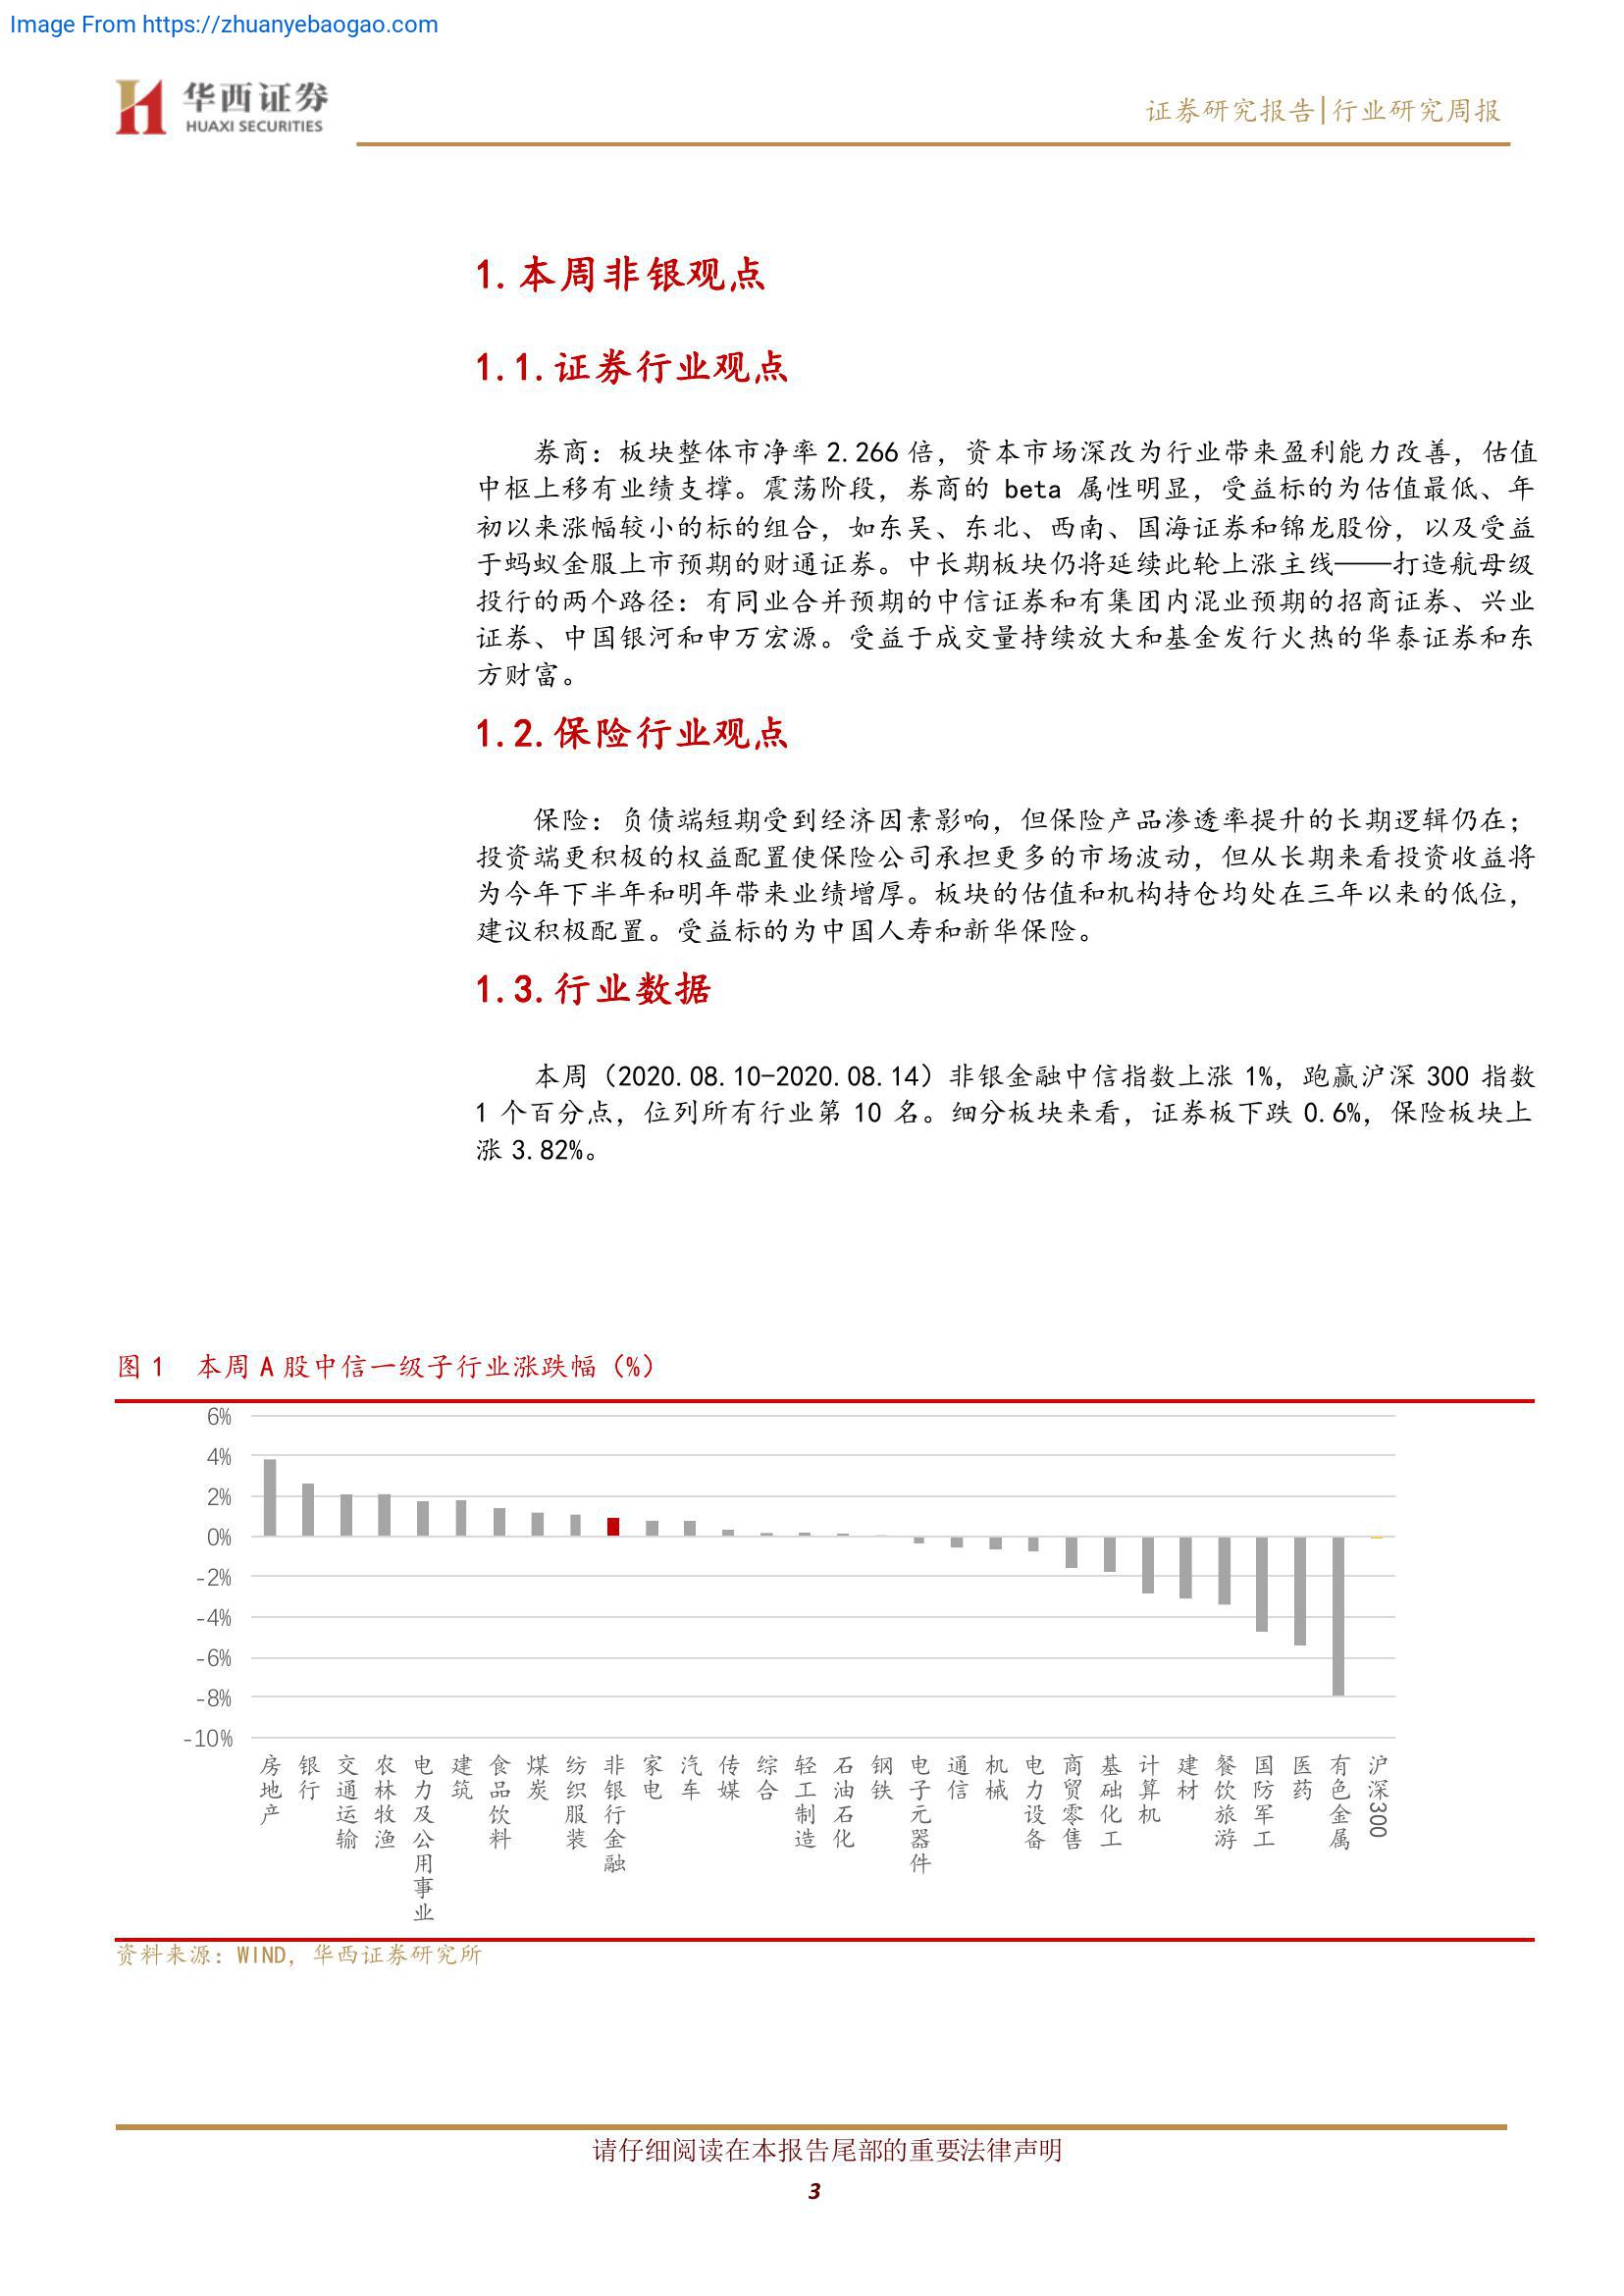 Image From https://zhuanyebaogao.com
华西证券
HUAXI SECURITIES
证券研究报告|行业研究周报
1.本周非银观点
1.1.证券行业观点
券商：板块整体市净率 2.266 倍，资本市场深改为行业带来盈利能力改善，估值
中枢上移有业绩支撑。震荡阶段，券商的 beta 属性明显，受益标的为估值最低、年
初以来涨幅较小的标的组合，如东吴、东北、西南、国海证券和锦龙股份，以及受益
于蚂蚁金服上市预期的财通证券。中长期板块仍将延续此轮上涨主线——打造航母级
投行的两个路径：有同业合并预期的中信证券和有集团内混业预期的招商证券、兴业
证券、中国银河和申万宏源。受益于成交量持续放大和基金发行火热的华泰证券和东
方财富。
1.2.保险行业观点
保险：负债端短期受到经济因素影响，但保险产品渗透率提升的长期逻辑仍在；
投资端更积极的权益配置使保险公司承担更多的市场波动，但从长期来看投资收益将
为今年下半年和明年带来业绩增厚。板块的估值和机构持仓均处在三年以来的低位，
建议积极配置。受益标的为中国人寿和新华保险。
1.3.行业数据
本周（2020.08.10-2020.08.14）非银金融中信指数上涨 1%，跑赢沪深 300 指数
1 个百分点，位列所有行业第 10 名。细分板块来看，证券板下跌 0.6%，保险板块上
涨 3.82%。
图 1 本周 A 股中信一级子行业涨跌幅（%）
6%
4%
2%
0%
-2%
-4%
-6%
-8%
-10%
房地产
银行
交通运输
农林牧渔
电力及公用事业
建筑
食品饮料
煤炭
纺织服装
非银行金融
家电
汽车
传媒
综合
轻工制造
石油石化
钢铁
电子元器件
通信
机械
电力设备
商贸零售
基础化工
计算机
建材
餐饮旅游
国防军工
医药
有色金属
沪深300
资料来源：WIND，华西证券研究所
请仔细阅读在本报告尾部的重要法律声明
3